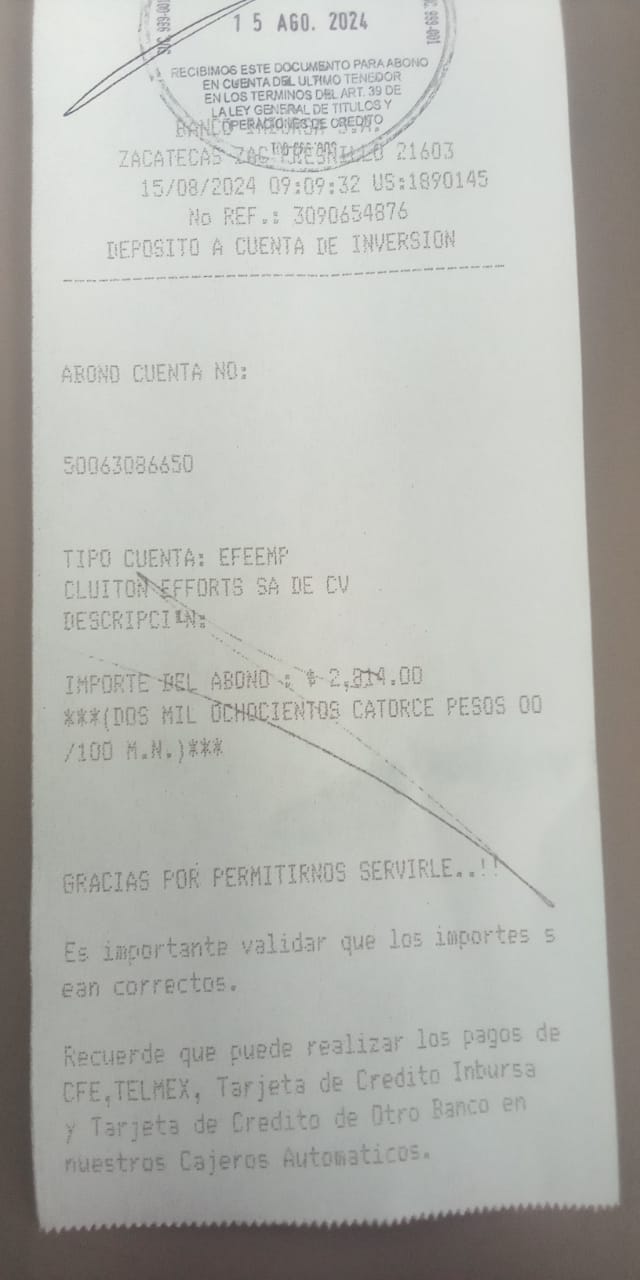 15 AGO. 2024
RECIBIMOS ESTE DOCUMENTO PARA ABONO
EN CUENTA DEL ULTIMO TENEDOR
EN LOS TERMINOS DEL ART. 39 DE
LA LEY GENERAL DE TITULOS Y
OPERACIONES DE CREDITO
BANCO INBURSA S.A.
ZACATECAS ZAC FRESNILLO 21603
15/08/2024 09:09:32 US:1890145
No REF.: 3090654876
DEPOSITO A CUENTA DE INVERSION
ABONO CUENTA NO:
50063086650
TIPO CUENTA: EFEEMP
CLUITON EFFORTS SA DE CV
DESCRIPCIIN:
IMPORTE DEL ABONO : $ 2,814.00
***(DOS MIL OCHOCIENTOS CATORCE PESOS 00
/100 M.N.)***
GRACIAS POR PERMITIRNOS SERVIRLE..!!
Es importante validar que los importes s
ean correctos.
Recuerde que puede realizar los pagos de
CFE,TELMEX, Tarjeta de Credito Inbursa
y Tarjeta de Credito de Otro Banco en
nuestros Cajeros Automaticos.